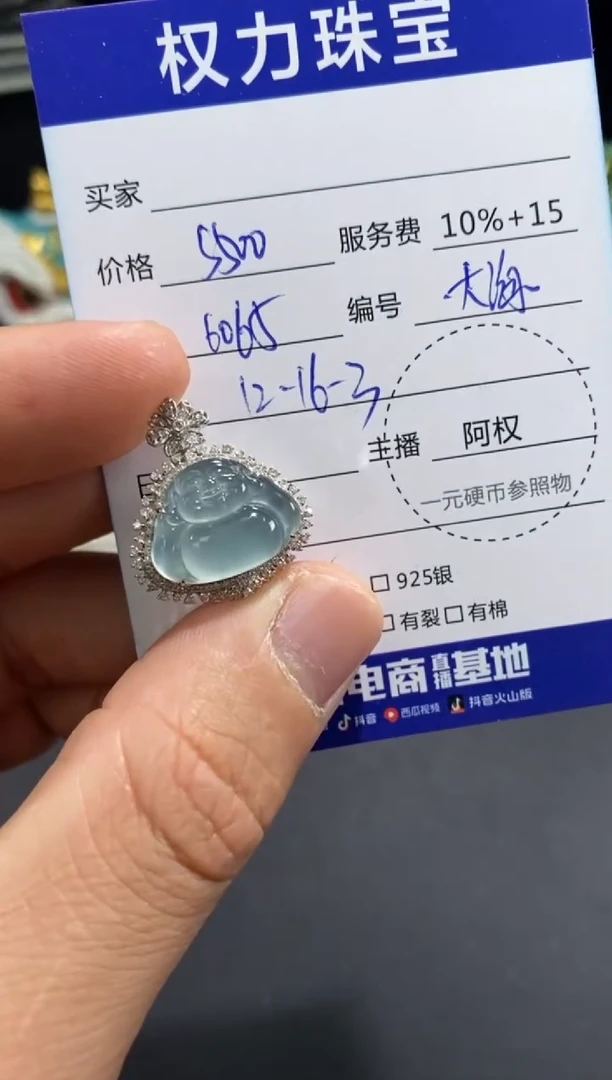 权力珠宝
买家
价格 5500 服务费 10%+15
6065 编号 大海
12-16-3
主播 阿权
一元硬币参照物
□ 925银
□ 有裂 □ 有棉
电商直播基地
抖音 西瓜视频 抖音火山版